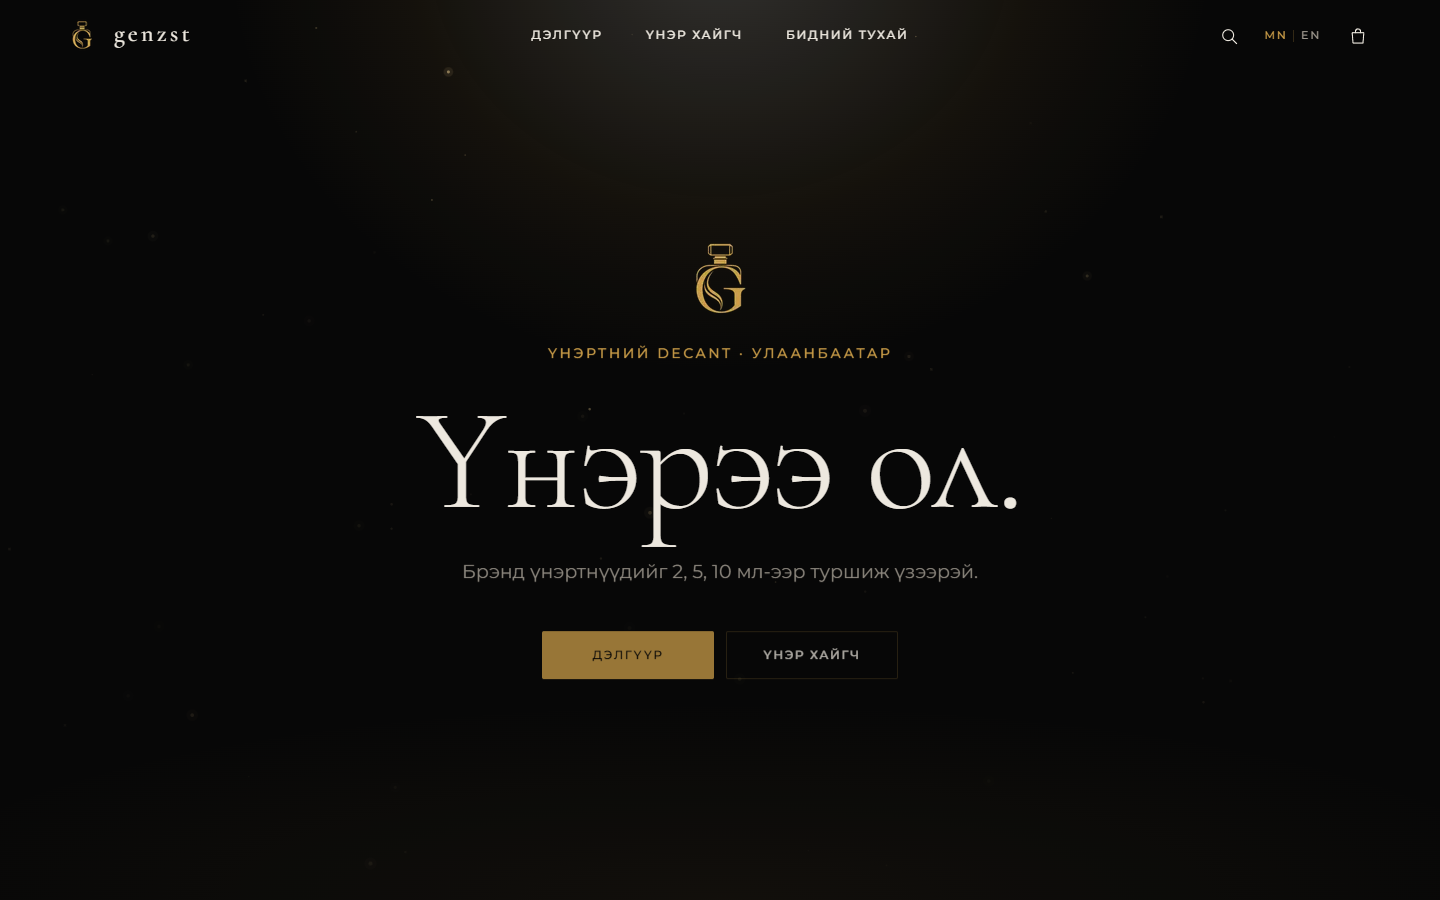 genzst
ДЭЛГҮҮР ҮНЭР ХАЙГЧ БИДНИЙ ТУХАЙ
MN | EN
G
ҮНЭРТНИЙ DECANT · УЛААНБААТАР
Үнэрээ ол.
Брэнд үнэртнүүдийг 2, 5, 10 мл-ээр туршиж үзээрэй.
ДЭЛГҮҮР
ҮНЭР ХАЙГЧ